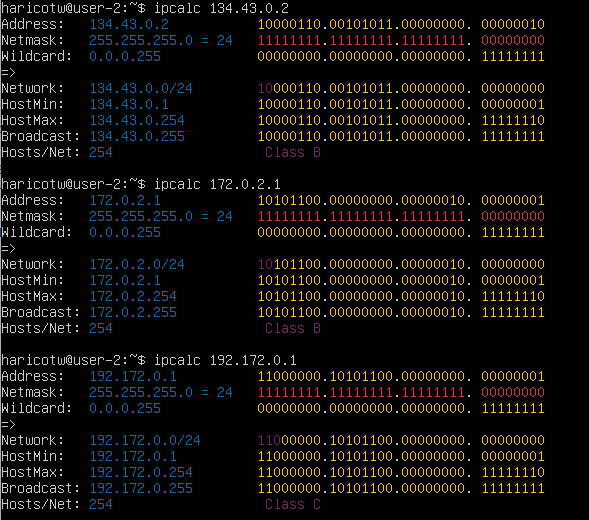 haricotw@user-2:~$ ipcalc 134.43.0.2
Address:   134.43.0.2           10000110.00101011.00000000. 00000010
Netmask:   255.255.255.0 = 24   11111111.11111111.11111111. 00000000
Wildcard:  0.0.0.255            00000000.00000000.00000000. 11111111
=>
Network:   134.43.0.0/24        10000110.00101011.00000000. 00000000
HostMin:   134.43.0.1           10000110.00101011.00000000. 00000001
HostMax:   134.43.0.254         10000110.00101011.00000000. 11111110
Broadcast: 134.43.0.255         10000110.00101011.00000000. 11111111
Hosts/Net: 254                   Class B
haricotw@user-2:~$ ipcalc 172.0.2.1
Address:   172.0.2.1            10101100.00000000.00000010. 00000001
Netmask:   255.255.255.0 = 24   11111111.11111111.11111111. 00000000
Wildcard:  0.0.0.255            00000000.00000000.00000000. 11111111
=>
Network:   172.0.2.0/24         10101100.00000000.00000010. 00000000
HostMin:   172.0.2.1            10101100.00000000.00000010. 00000001
HostMax:   172.0.2.254          10101100.00000000.00000010. 11111110
Broadcast: 172.0.2.255          10101100.00000000.00000010. 11111111
Hosts/Net: 254                   Class B
haricotw@user-2:~$ ipcalc 192.172.0.1
Address:   192.172.0.1          11000000.10101100.00000000. 00000001
Netmask:   255.255.255.0 = 24   11111111.11111111.11111111. 00000000
Wildcard:  0.0.0.255            00000000.00000000.00000000. 11111111
=>
Network:   192.172.0.0/24       11000000.10101100.00000000. 00000000
HostMin:   192.172.0.1          11000000.10101100.00000000. 00000001
HostMax:   192.172.0.254        11000000.10101100.00000000. 11111110
Broadcast: 192.172.0.255        11000000.10101100.00000000. 11111111
Hosts/Net: 254                   Class C